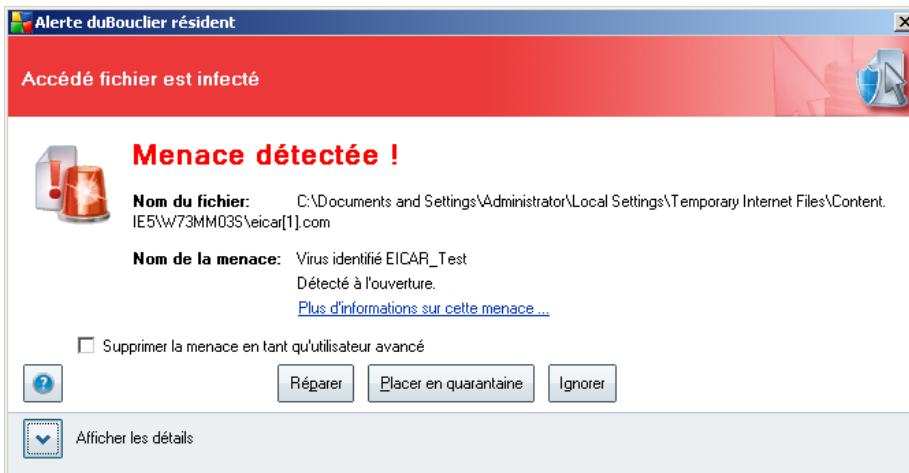 Alerte duBouclier résident
Accédé fichier est infecté
Menace détectée !
Nom du fichier: C:\Documents and Settings\Administrator\Local Settings\Temporary Internet Files\Content.
IE5\W73MM03S\eicar[1].com
Nom de la menace: Virus identifié EICAR_Test
Détecté à l'ouverture.
Plus d'informations sur cette menace ...
Supprimer la menace en tant qu'utilisateur avancé
? Réparer Placer en quarantaine Ignorer
Afficher les détails